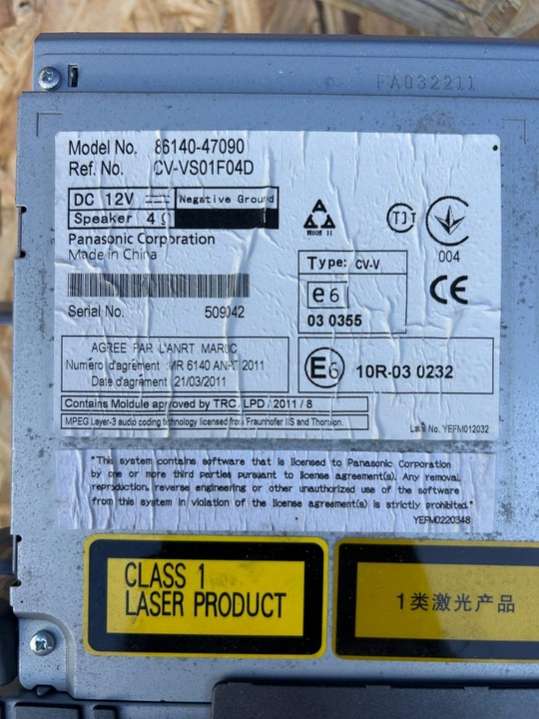 FA032211
Model No. 86140-47090
Ref. No. CV-VS01F04D
DC 12V Negative Ground
Speaker 4Ω
Panasonic Corporation
Made in China
TJT
004
Type: CV-V
e6
03 0355
CE
Serial No. 509042
AGREE PAR L'ANRT MAROC
Numéro d'agrément : MR 6140 ANRT 2011
Date d'agrément : 21/03/2011
E6 10R-03 0232
Contains Moldule aproved by TRC, LPD / 2011 / 8
MPEG Layer-3 audio coding technology licensed from Fraunhofer IIS and Thomson.
YEFM012032
"This system contains software that is licensed to Panasonic Corporation
by one or more third parties pursuant to license agreement(s). Any removal,
reproduction, reverse engineering or other unauthorized use of the software
from this system in violation of the license agreement(s) is strictly prohibited."
YEFM0220348
CLASS 1
LASER PRODUCT
1类激光产品